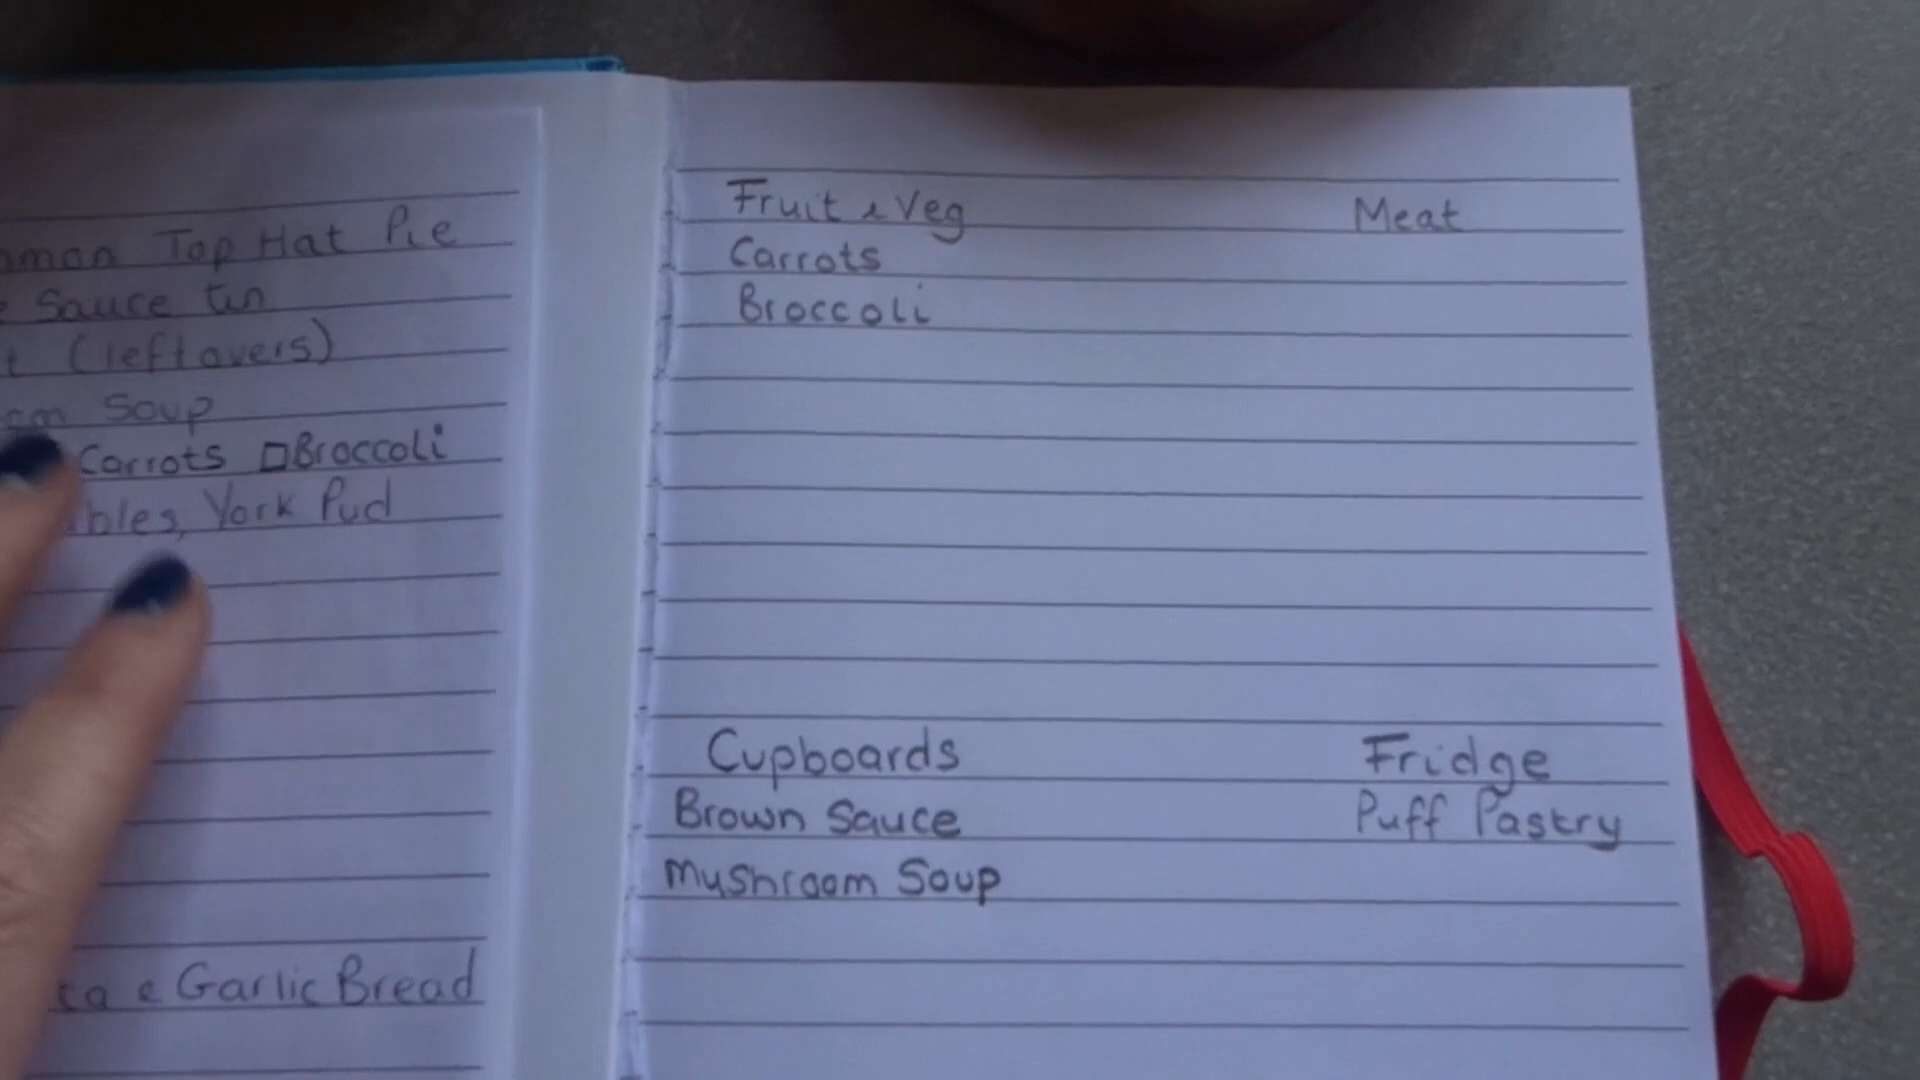 Top Hat Pie
Sauce tin
(leftovers)
Soup
Carrots □Broccoli
York Pud
& Garlic Bread
Fruit & Veg Meat
Carrots
Broccoli
Cupboards Fridge
Brown Sauce Puff Pastry
Mushroom Soup